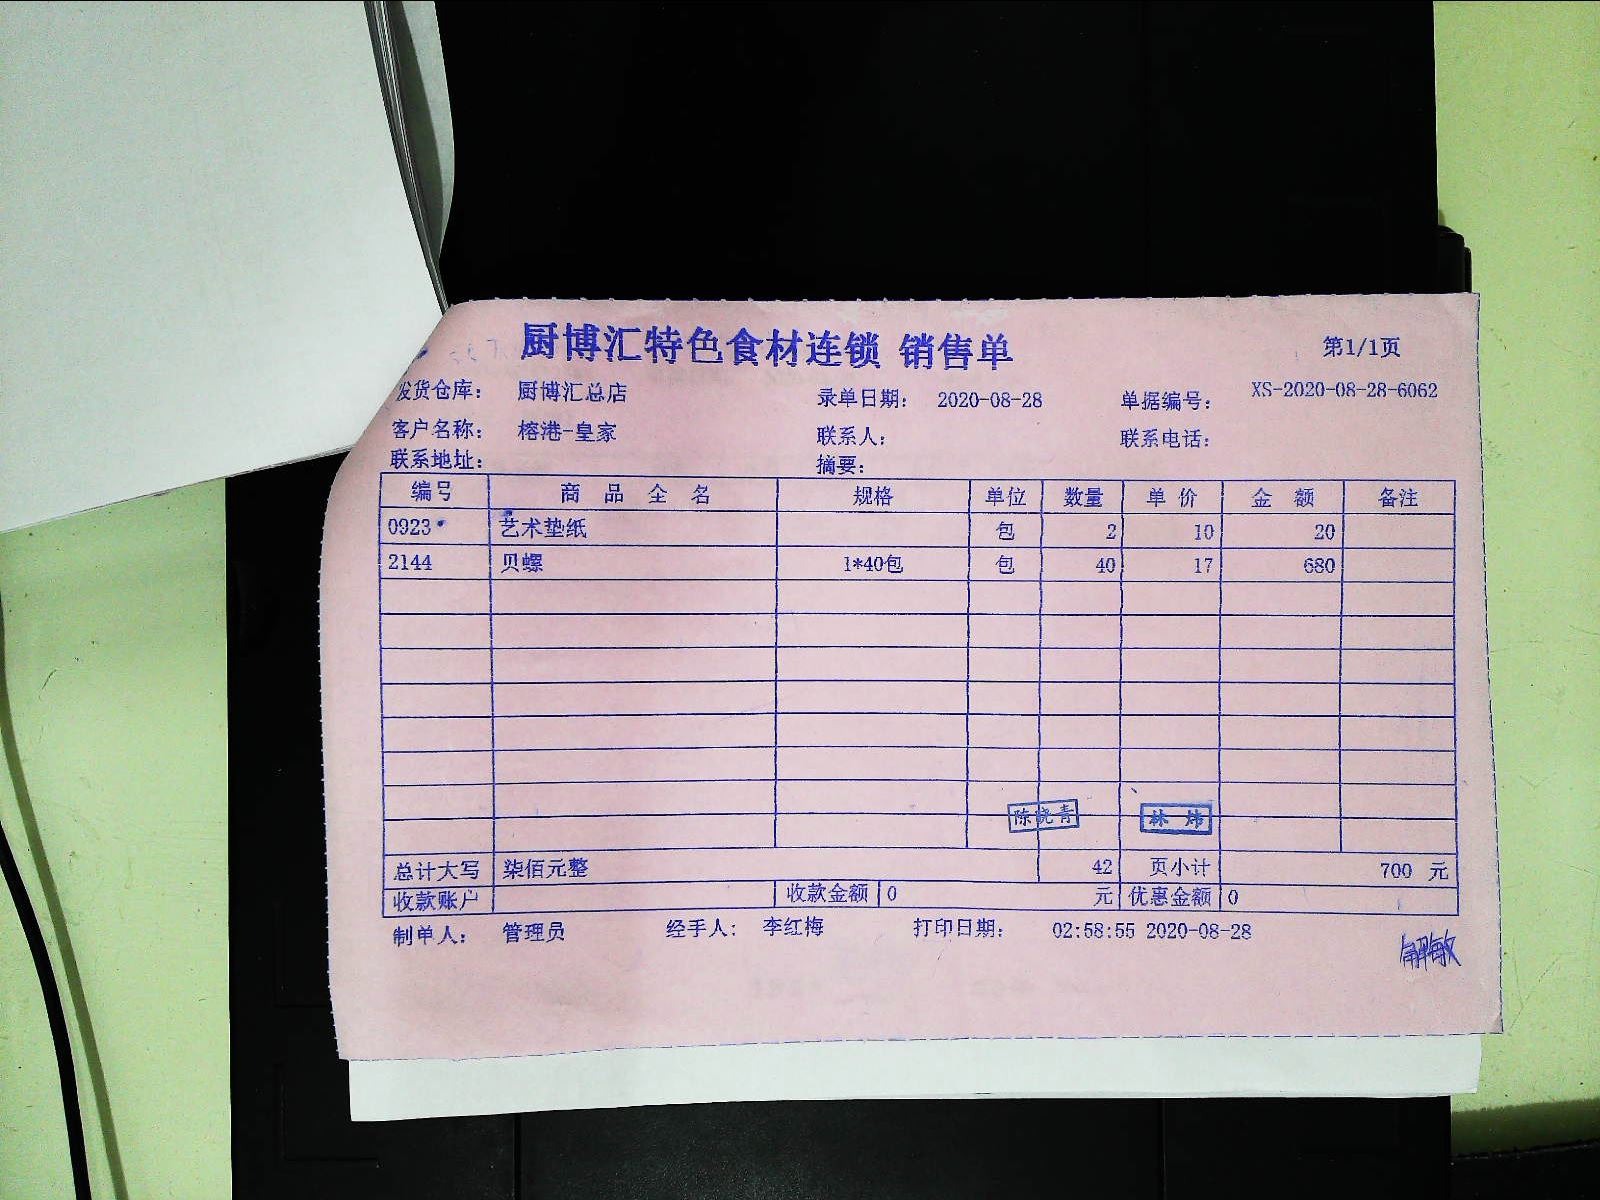 厨博汇特色食材连锁 销售单 第1/1页
发货仓库： 厨博汇总店 录单日期： 2020-08-28 单据编号： XS-2020-08-28-6062
客户名称： 榕港-皇家 联系人： 联系电话：
联系地址： 摘要：
编号 商品全名 规格 单位 数量 单价 金额 备注
0923 艺术垫纸 包 2 10 20
2144 贝螺 1*40包 包 40 17 680
陈晓青 林炜
总计大写 柒佰元整 42 页小计 700 元
收款账户 收款金额 0 元 优惠金额 0
制单人： 管理员 经手人： 李红梅 打印日期： 02:58:55 2020-08-28